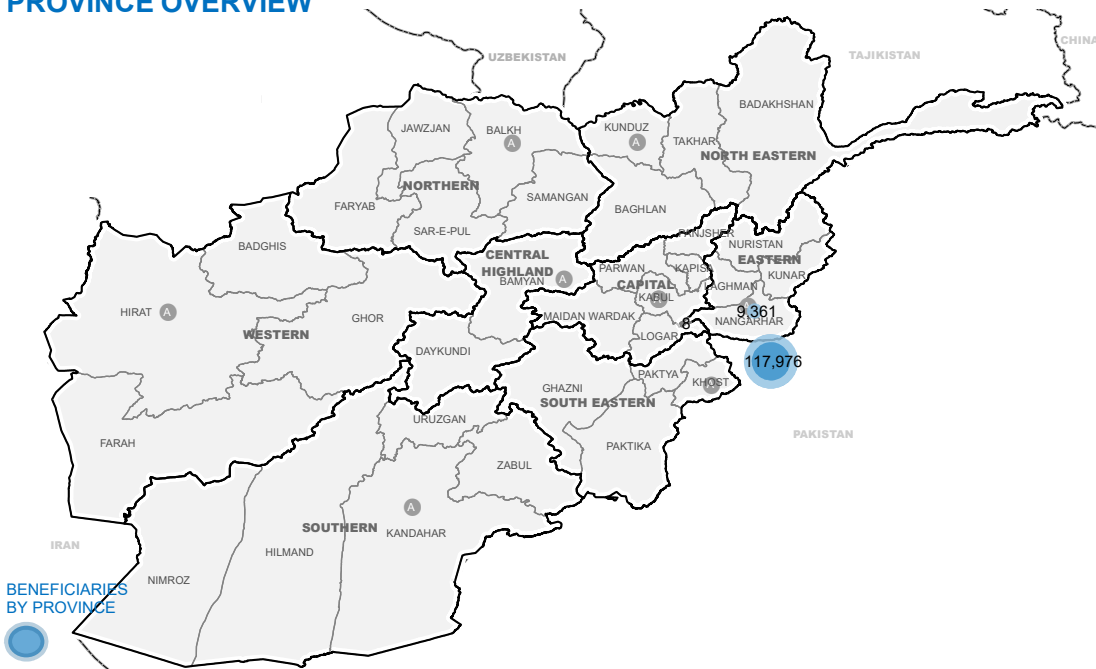 PROVINCE OVERVIEW
CHINA
UZBEKISTAN
TAJIKISTAN
BADAKHSHAN
JAWZJAN
BALKH
KUNDUZ
A
A
TAKHAR
NORTH EASTERN
NORTHERN
SAMANGAN
FARYAB
BAGHLAN
SAR-E-PUL
PANJSHER
BADGHIS
NURISTAN
CENTRAL
HIGHLAND
EASTERN
PARWAN
KAPISA
KUNAR
BAMYAN
A
CAPITAL
LAGHMAN
KABUL
HIRAT
A
9,361
GHOR
MAIDAN WARDAK
8
NANGARHAR
WESTERN
LOGAR
DAYKUNDI
117,976
PAKTYA
KHOST
GHAZNI
SOUTH EASTERN
URUZGAN
PAKISTAN
FARAH
PAKTIKA
ZABUL
A
SOUTHERN
KANDAHAR
IRAN
HILMAND
NIMROZ
BENEFICIARIES
BY PROVINCE